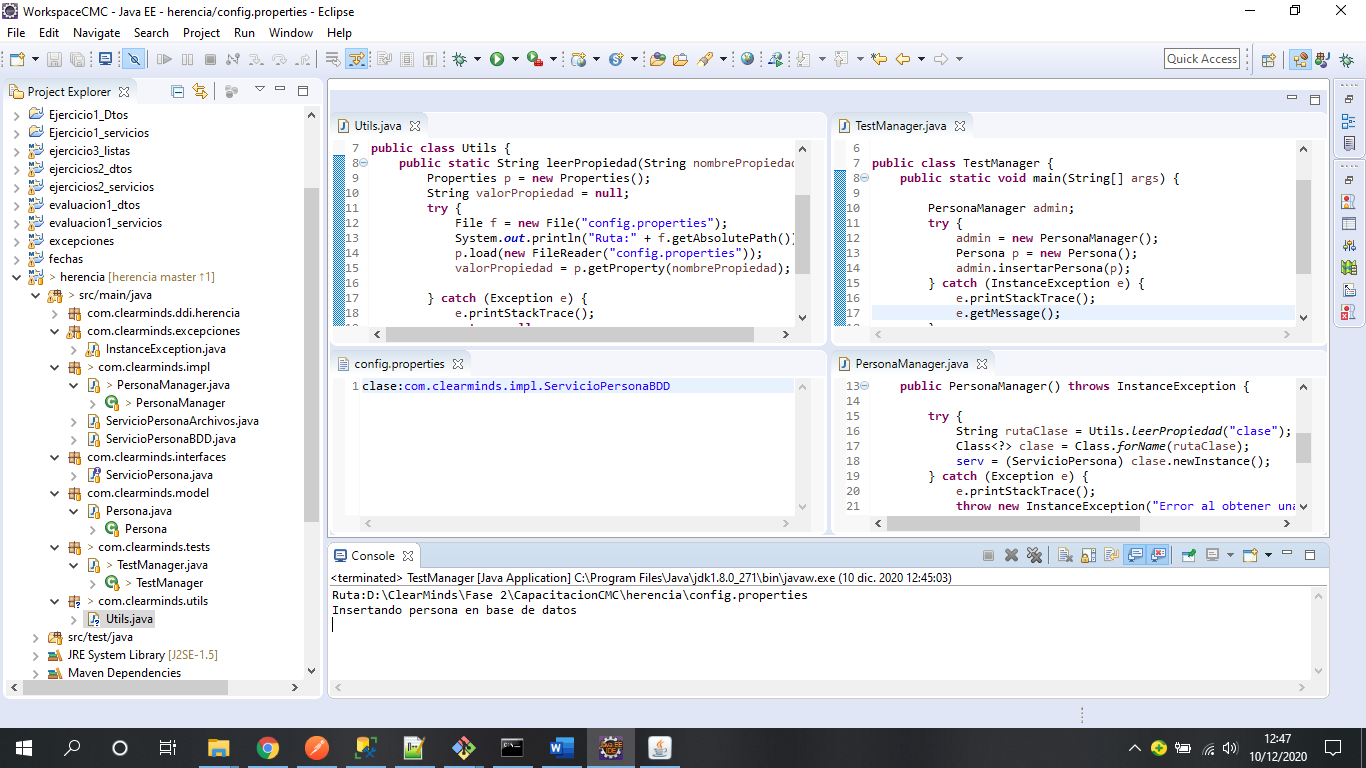 WorkspaceCMC - Java EE - herencia/config.properties - Eclipse
File Edit Navigate Search Project Run Window Help
Quick Access
Project Explorer
Ejercicio1_Dtos
Ejercicio1_servicios
ejercicio3_listas
ejercicios2_dtos
ejercicios2_servicios
evaluacion1_dtos
evaluacion1_servicios
excepciones
fechas
> herencia [herencia master ↑1]
> src/main/java
com.clearminds.ddi.herencia
com.clearminds.excepciones
InstanceException.java
> com.clearminds.impl
> PersonaManager.java
> PersonaManager
ServicioPersonaArchivos.java
ServicioPersonaBDD.java
com.clearminds.interfaces
ServicioPersona.java
com.clearminds.model
Persona.java
Persona
> com.clearminds.tests
> TestManager.java
> TestManager
> com.clearminds.utils
Utils.java
src/test/java
JRE System Library [J2SE-1.5]
Maven Dependencies
Utils.java
7 public class Utils {
8 public static String leerPropiedad(String nombrePropiedad
9 Properties p = new Properties();
10 String valorPropiedad = null;
11 try {
12 File f = new File("config.properties");
13 System.out.println("Ruta:" + f.getAbsolutePath())
14 p.load(new FileReader("config.properties"));
15 valorPropiedad = p.getProperty(nombrePropiedad);
16
17 } catch (Exception e) {
18 e.printStackTrace();
TestManager.java
6
7 public class TestManager {
8 public static void main(String[] args) {
9
10 PersonaManager admin;
11 try {
12 admin = new PersonaManager();
13 Persona p = new Persona();
14 admin.insertarPersona(p);
15 } catch (InstanceException e) {
16 e.printStackTrace();
17 e.getMessage();
config.properties
1 clase:com.clearminds.impl.ServicioPersonaBDD
PersonaManager.java
13 public PersonaManager() throws InstanceException {
14
15 try {
16 String rutaClase = Utils.leerPropiedad("clase");
17 Class<?> clase = Class.forName(rutaClase);
18 serv = (ServicioPersona) clase.newInstance();
19 } catch (Exception e) {
20 e.printStackTrace();
21 throw new InstanceException("Error al obtener una
Console
<terminated> TestManager [Java Application] C:\Program Files\Java\jdk1.8.0_271\bin\javaw.exe (10 dic. 2020 12:45:03)
Ruta:D:\ClearMinds\Fase 2\CapacitacionCMC\herencia\config.properties
Insertando persona en base de datos
12:47
10/12/2020